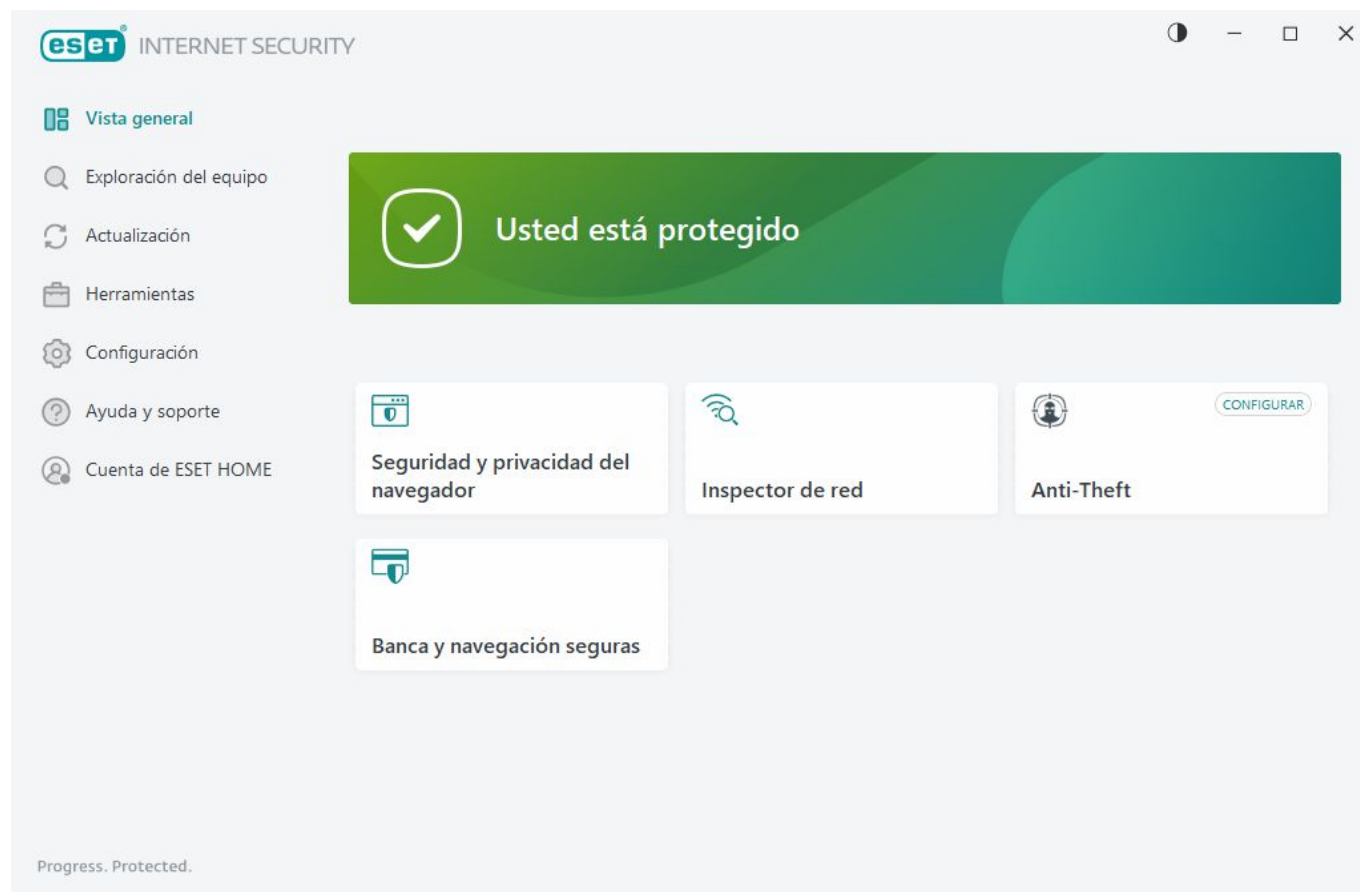 eset® INTERNET SECURITY
Vista general
Exploración del equipo
Actualización
Herramientas
Configuración
Ayuda y soporte
Cuenta de ESET HOME
Usted está protegido
Seguridad y privacidad del
navegador
Inspector de red
CONFIGURAR
Anti-Theft
Banca y navegación seguras
Progress. Protected.